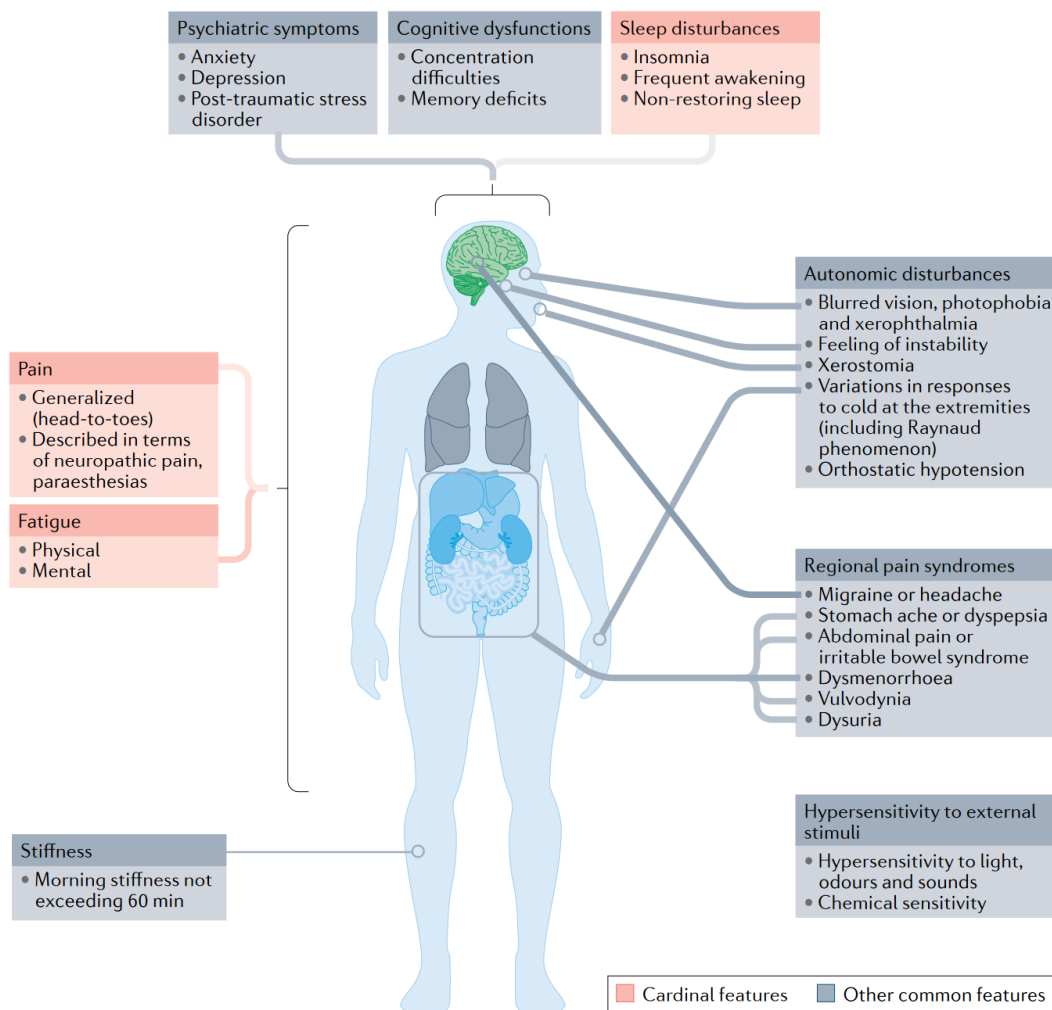 Psychiatric symptoms
• Anxiety
• Depression
• Post-traumatic stress
disorder
Cognitive dysfunctions
• Concentration
difficulties
• Memory deficits
Sleep disturbances
• Insomnia
• Frequent awakening
• Non-restoring sleep
Autonomic disturbances
• Blurred vision, photophobia
and xerophthalmia
• Feeling of instability
• Xerostomia
• Variations in responses
to cold at the extremities
(including Raynaud
phenomenon)
• Orthostatic hypotension
Pain
• Generalized
(head-to-toes)
• Described in terms
of neuropathic pain,
paraesthesias
Fatigue
• Physical
• Mental
Regional pain syndromes
• Migraine or headache
• Stomach ache or dyspepsia
• Abdominal pain or
irritable bowel syndrome
• Dysmenorrhoea
• Vulvodynia
• Dysuria
Stiffness
• Morning stiffness not
exceeding 60 min
Hypersensitivity to external
stimuli
• Hypersensitivity to light,
odours and sounds
• Chemical sensitivity
Cardinal features
Other common features